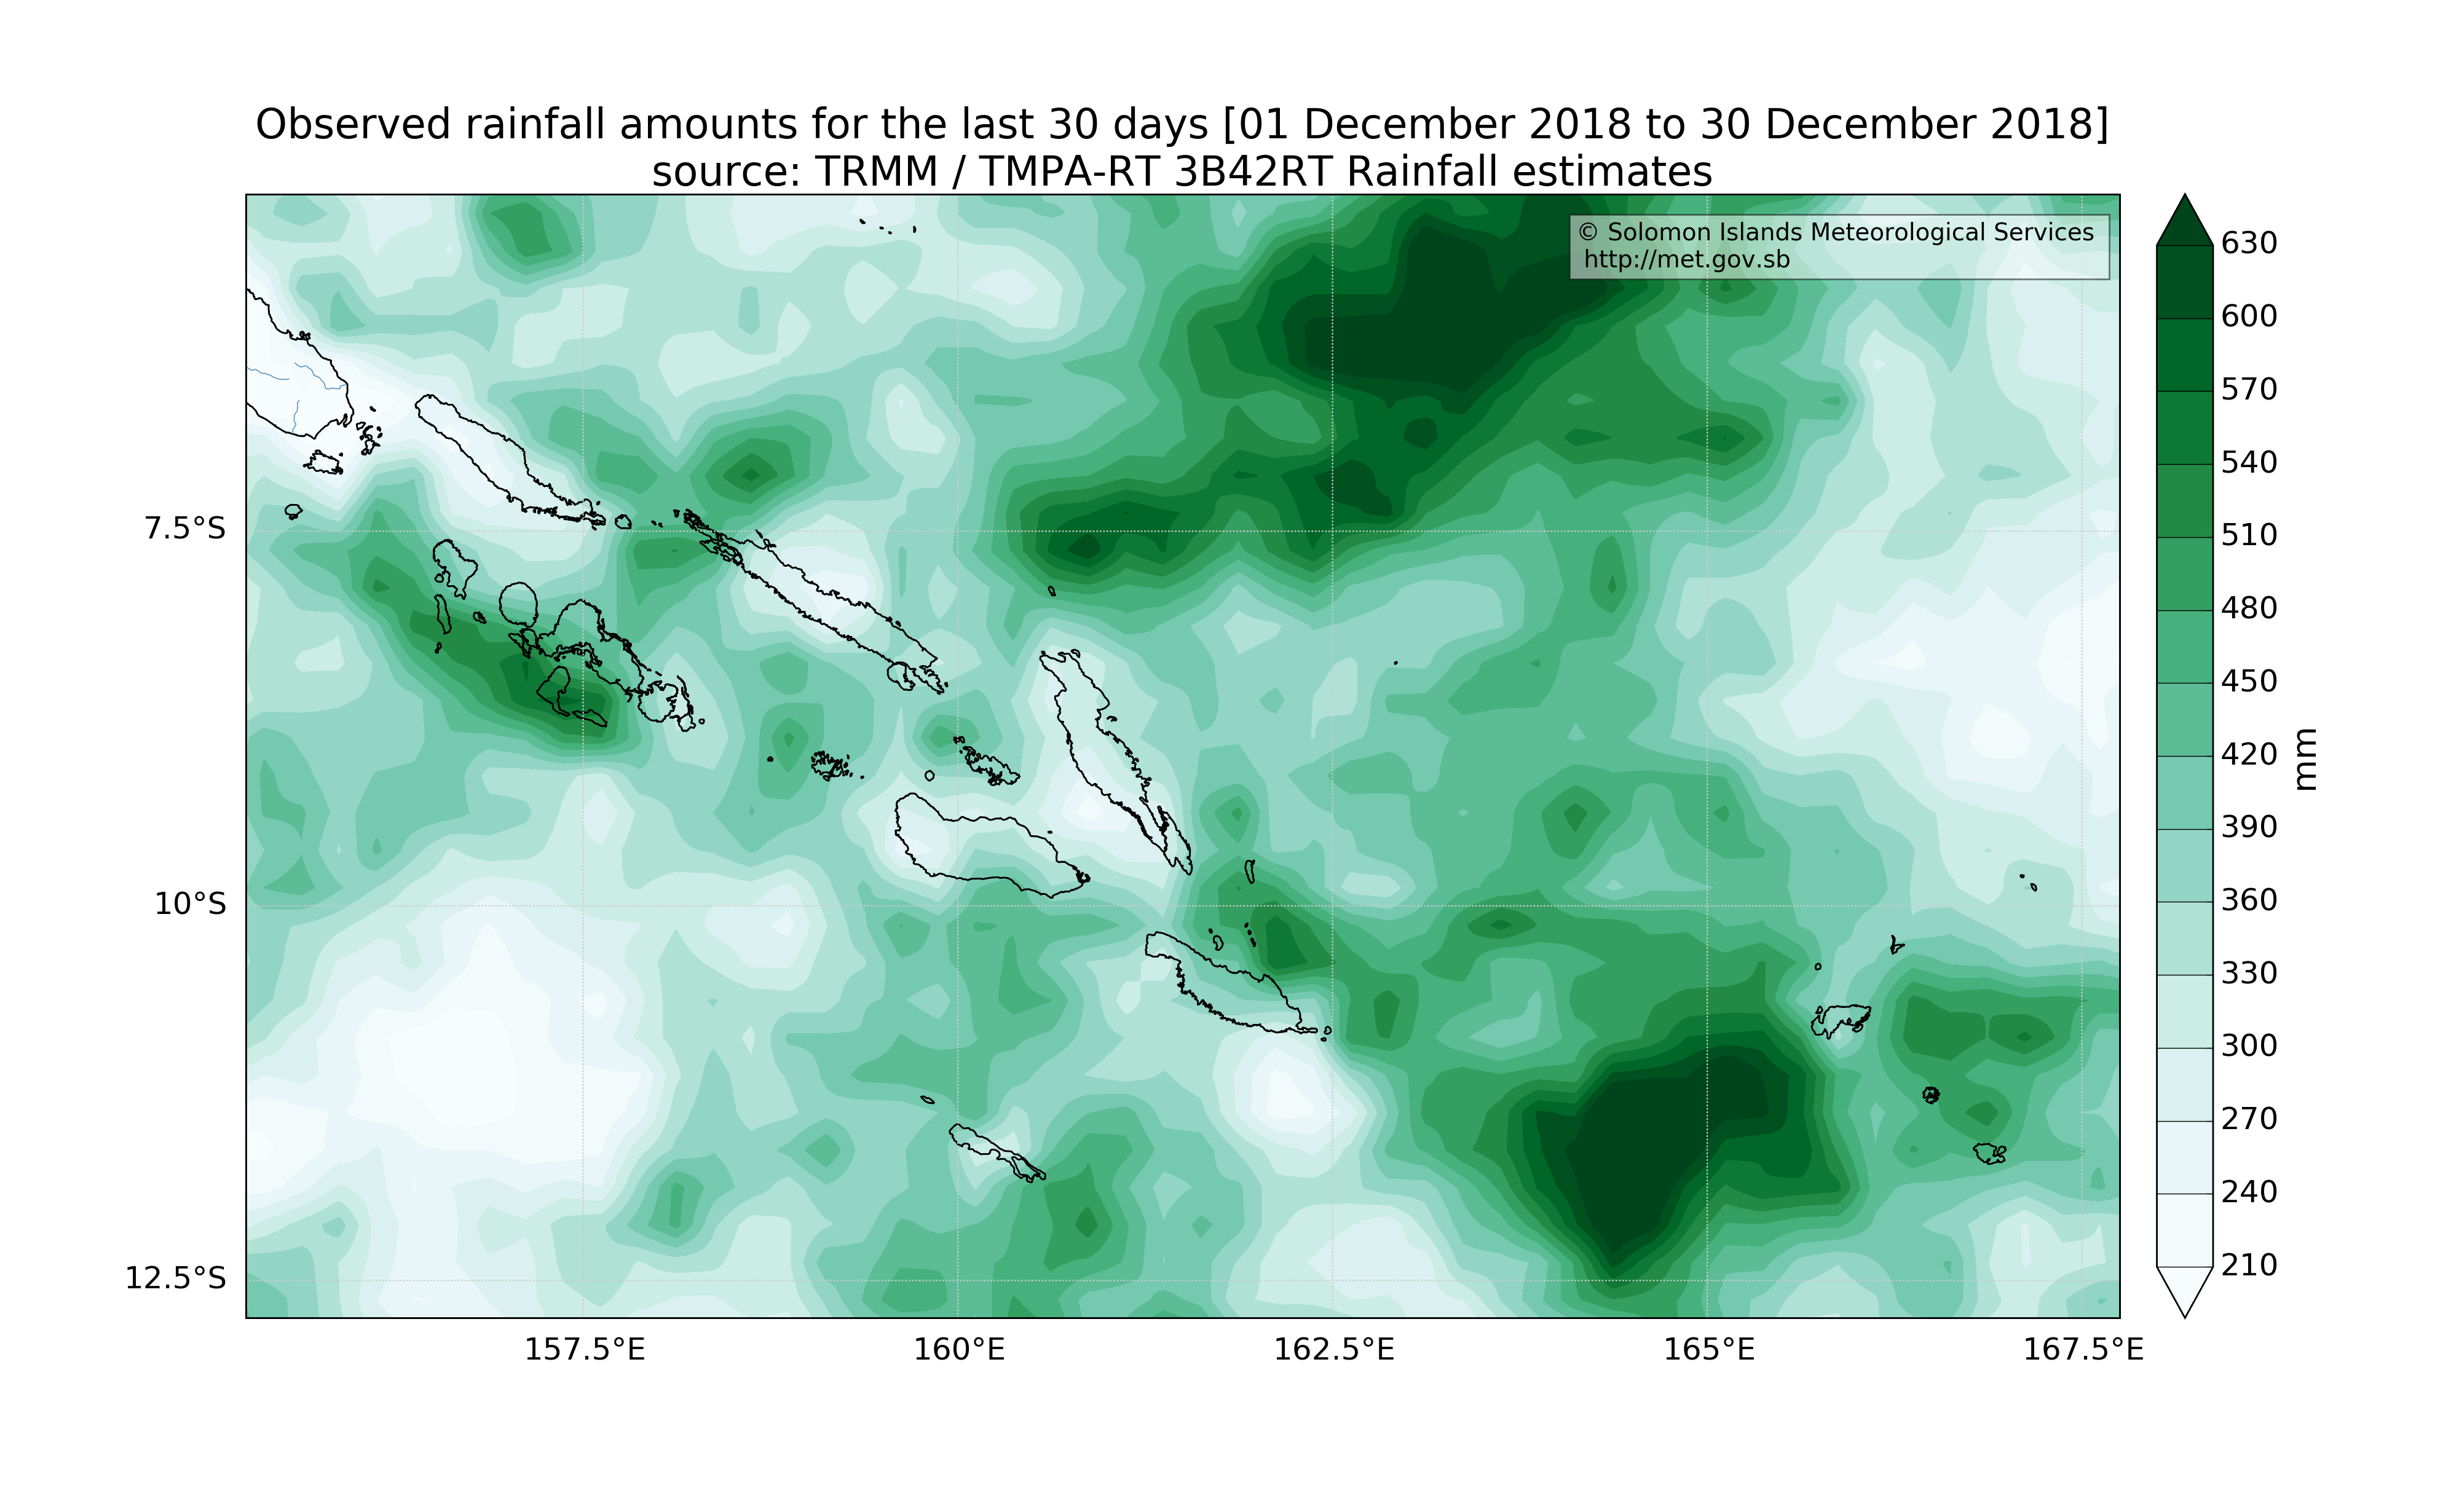 Observed rainfall amounts for the last 30 days [01 December 2018 to 30 December 2018]
source: TRMM / TMPA-RT 3B42RT Rainfall estimates
© Solomon Islands Meteorological Services
http://met.gov.sb
7.5°S
10°S
12.5°S
157.5°E
160°E
162.5°E
165°E
167.5°E
630
600
570
540
510
480
450
420
390
360
330
300
270
240
210
mm